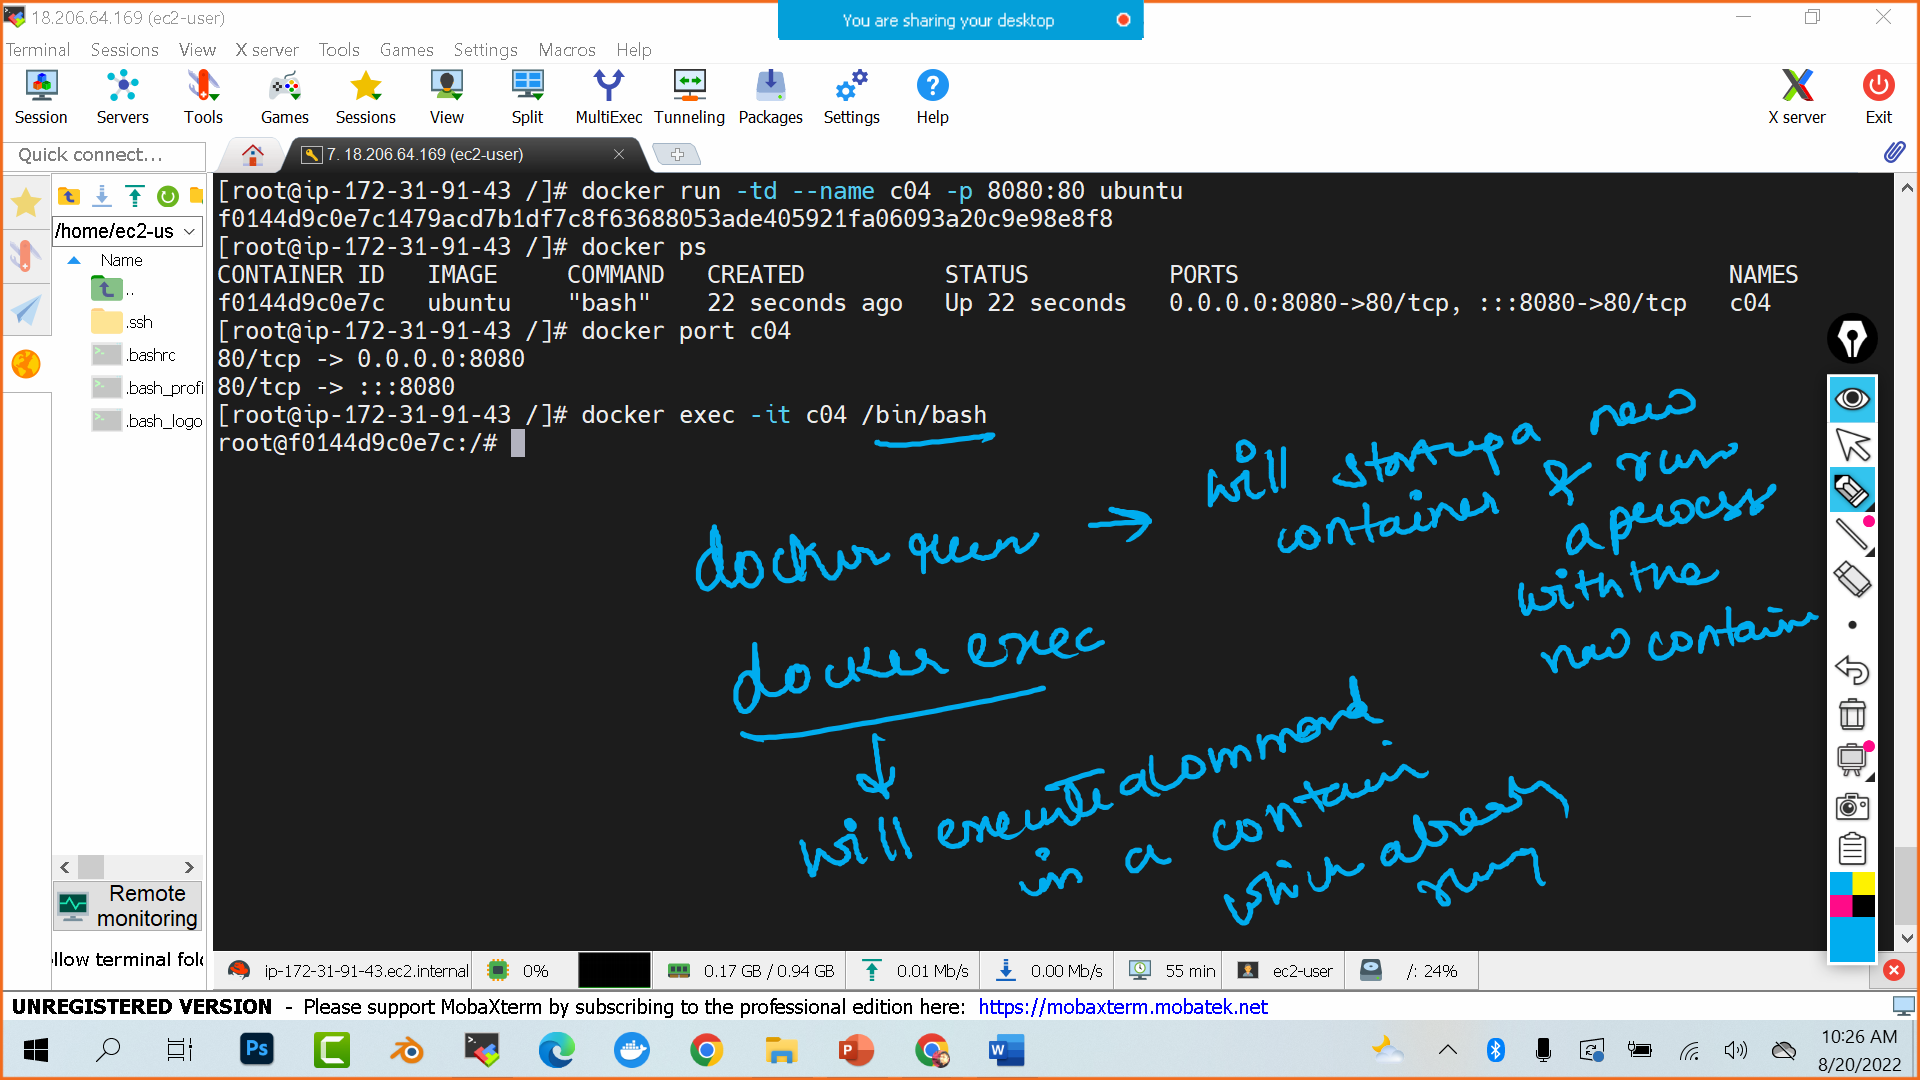 18.206.64.169 (ec2-user)
You are sharing your desktop
Terminal Sessions View X server Tools Games Settings Macros Help
Session Servers Tools Games Sessions View Split MultiExec Tunneling Packages Settings Help X server Exit
Quick connect...
7. 18.206.64.169 (ec2-user)
/home/ec2-us
Name
..
.ssh
.bashrc
.bash_profi
.bash_logo
Remote
monitoring
llow terminal fol
[root@ip-172-31-91-43 /]# docker run -td --name c04 -p 8080:80 ubuntu
f0144d9c0e7c1479acd7b1df7c8f63688053ade405921fa06093a20c9e98e8f8
[root@ip-172-31-91-43 /]# docker ps
CONTAINER ID IMAGE COMMAND CREATED STATUS PORTS NAMES
f0144d9c0e7c ubuntu "bash" 22 seconds ago Up 22 seconds 0.0.0.0:8080->80/tcp, :::8080->80/tcp c04
[root@ip-172-31-91-43 /]# docker port c04
80/tcp -> 0.0.0.0:8080
80/tcp -> :::8080
[root@ip-172-31-91-43 /]# docker exec -it c04 /bin/bash
root@f0144d9c0e7c:/#
docker run →
will startup a new
container & run
a process
with the
new contain
docker exec
will execute a command
in a contain
which already
runy
ip-172-31-91-43.ec2.internal 0% 0.17 GB / 0.94 GB 0.01 Mb/s 0.00 Mb/s 55 min ec2-user /: 24%
UNREGISTERED VERSION - Please support MobaXterm by subscribing to the professional edition here: https://mobaxterm.mobatek.net
10:26 AM
8/20/2022